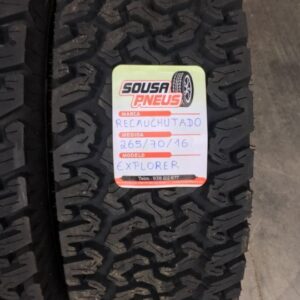 SOUSA
PNEUS
MARCA
RECAUCHUTADO
MEDIDA
265/70/16
MODELO
EXPLORER